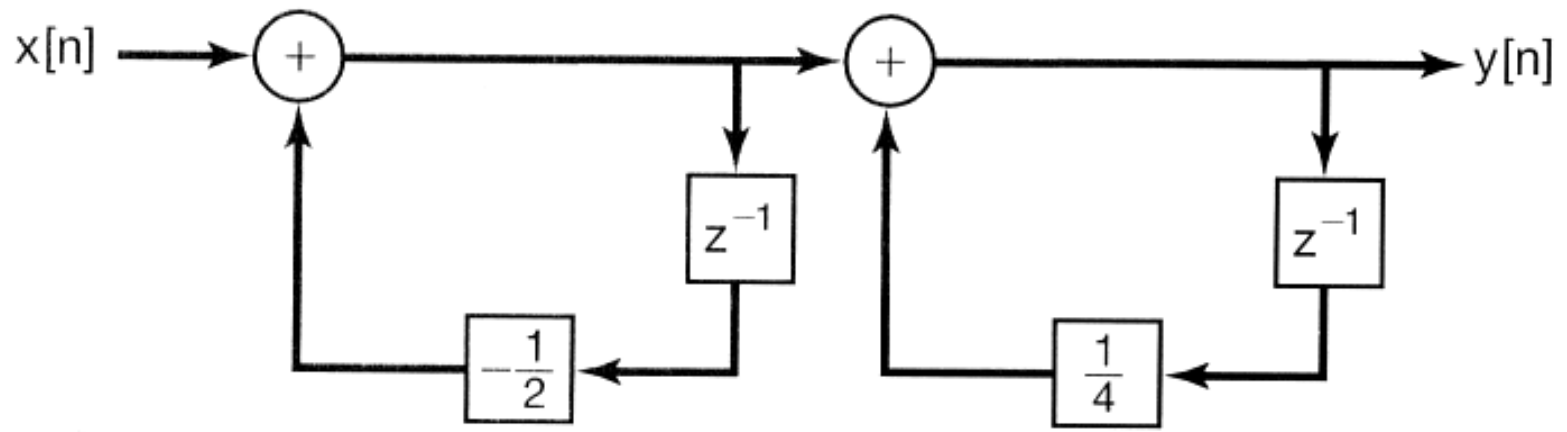 x[n] + + y[n]
z⁻¹ z⁻¹
-1/2 1/4